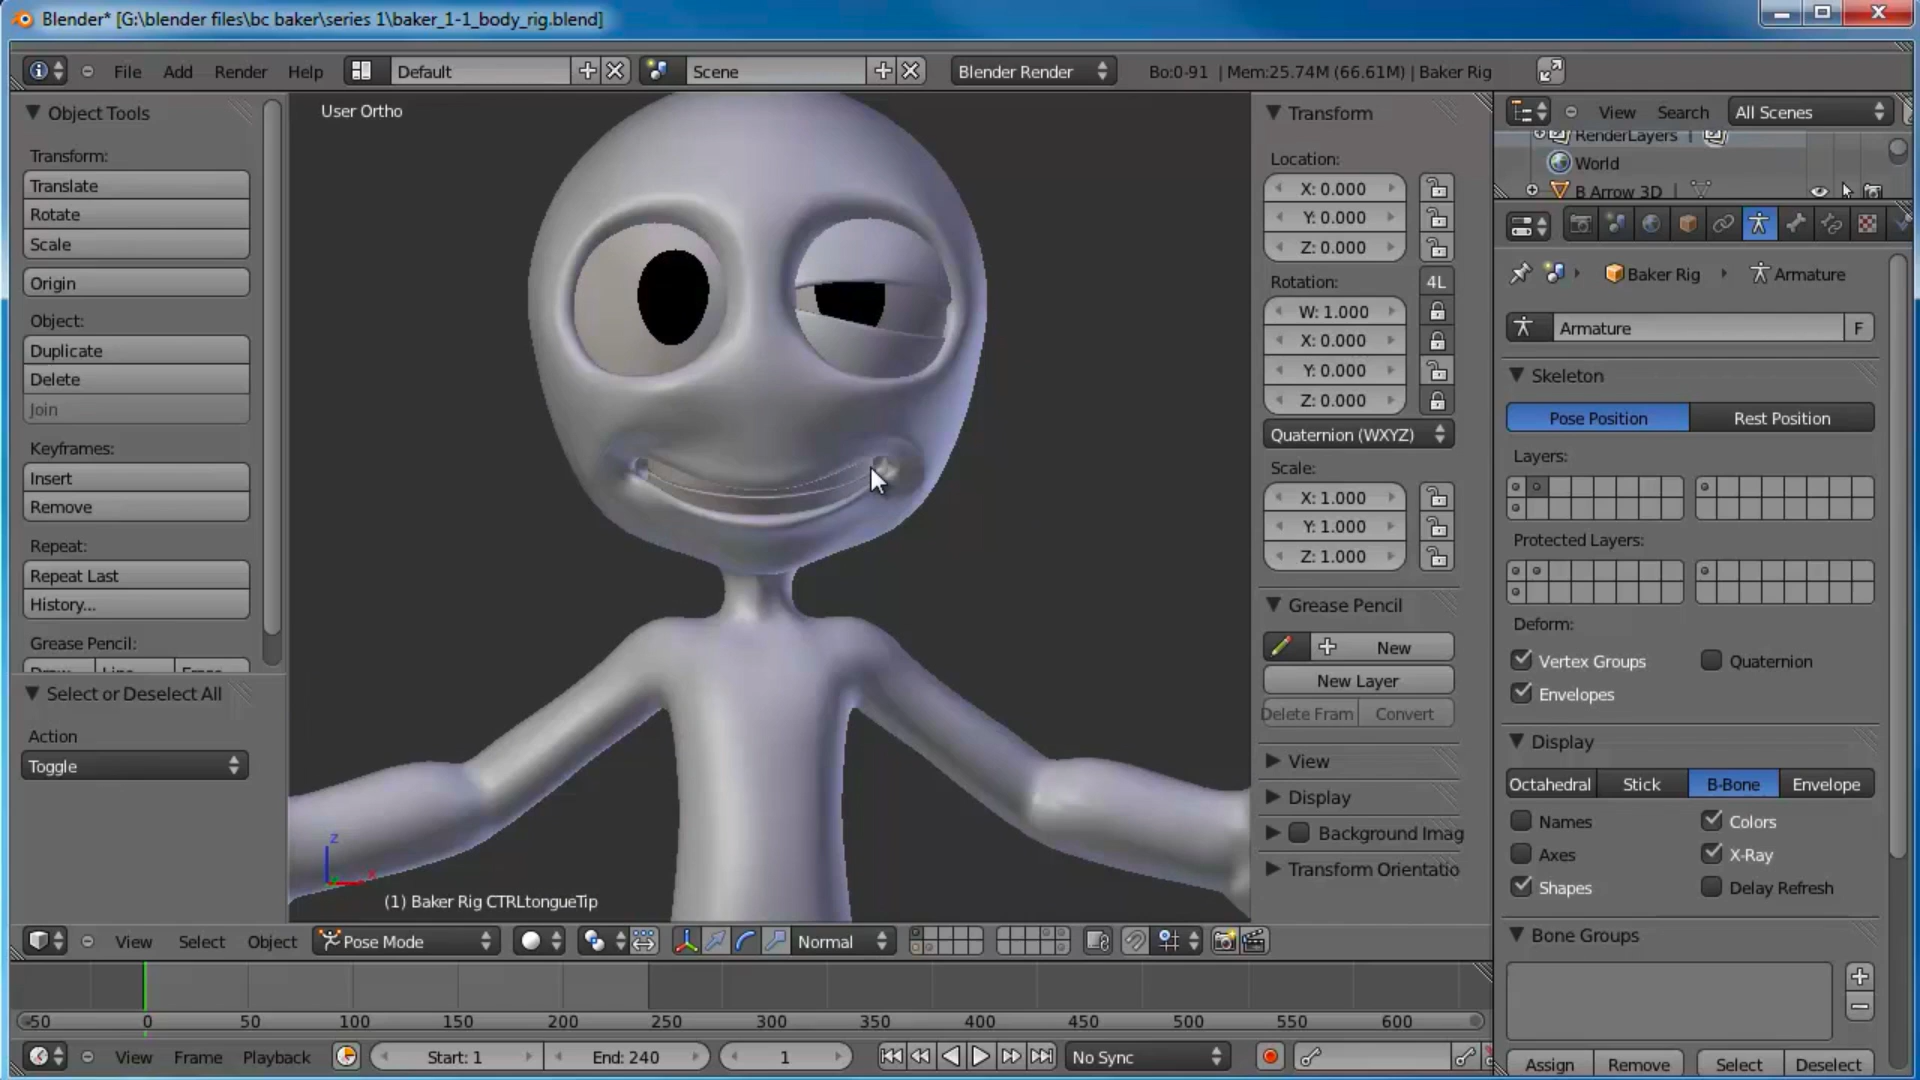 Blender* [G:\blender files\bc baker\series 1\baker_1-1_body_rig.blend]
File Add Render Help Default Scene Blender Render Bo:0-91 | Mem:25.74M (66.61M) | Baker Rig
Object Tools
Transform:
Translate
Rotate
Scale
Origin
Object:
Duplicate
Delete
Join
Keyframes:
Insert
Remove
Repeat:
Repeat Last
History...
Grease Pencil:
Select or Deselect All
Action
Toggle
User Ortho
(1) Baker Rig CTRLtongueTip
z
x
Transform
Location:
X: 0.000
Y: 0.000
Z: 0.000
Rotation: 4L
W: 1.000
X: 0.000
Y: 0.000
Z: 0.000
Quaternion (WXYZ)
Scale:
X: 1.000
Y: 1.000
Z: 1.000
Grease Pencil
New
New Layer
Delete Fram Convert
View
Display
Background Imag
Transform Orientatio
View Search All Scenes
RenderLayers |
World
B Arrow 3D |
Baker Rig Armature
Armature F
Skeleton
Pose Position Rest Position
Layers:
Protected Layers:
Deform:
Vertex Groups Quaternion
Envelopes
Display
Octahedral Stick B-Bone Envelope
Names Colors
Axes X-Ray
Shapes Delay Refresh
Bone Groups
Assign Remove Select Deselect
View Select Object Pose Mode Normal
-50 0 50 100 150 200 250 300 350 400 450 500 550 600
View Frame Playback Start: 1 End: 240 1 No Sync